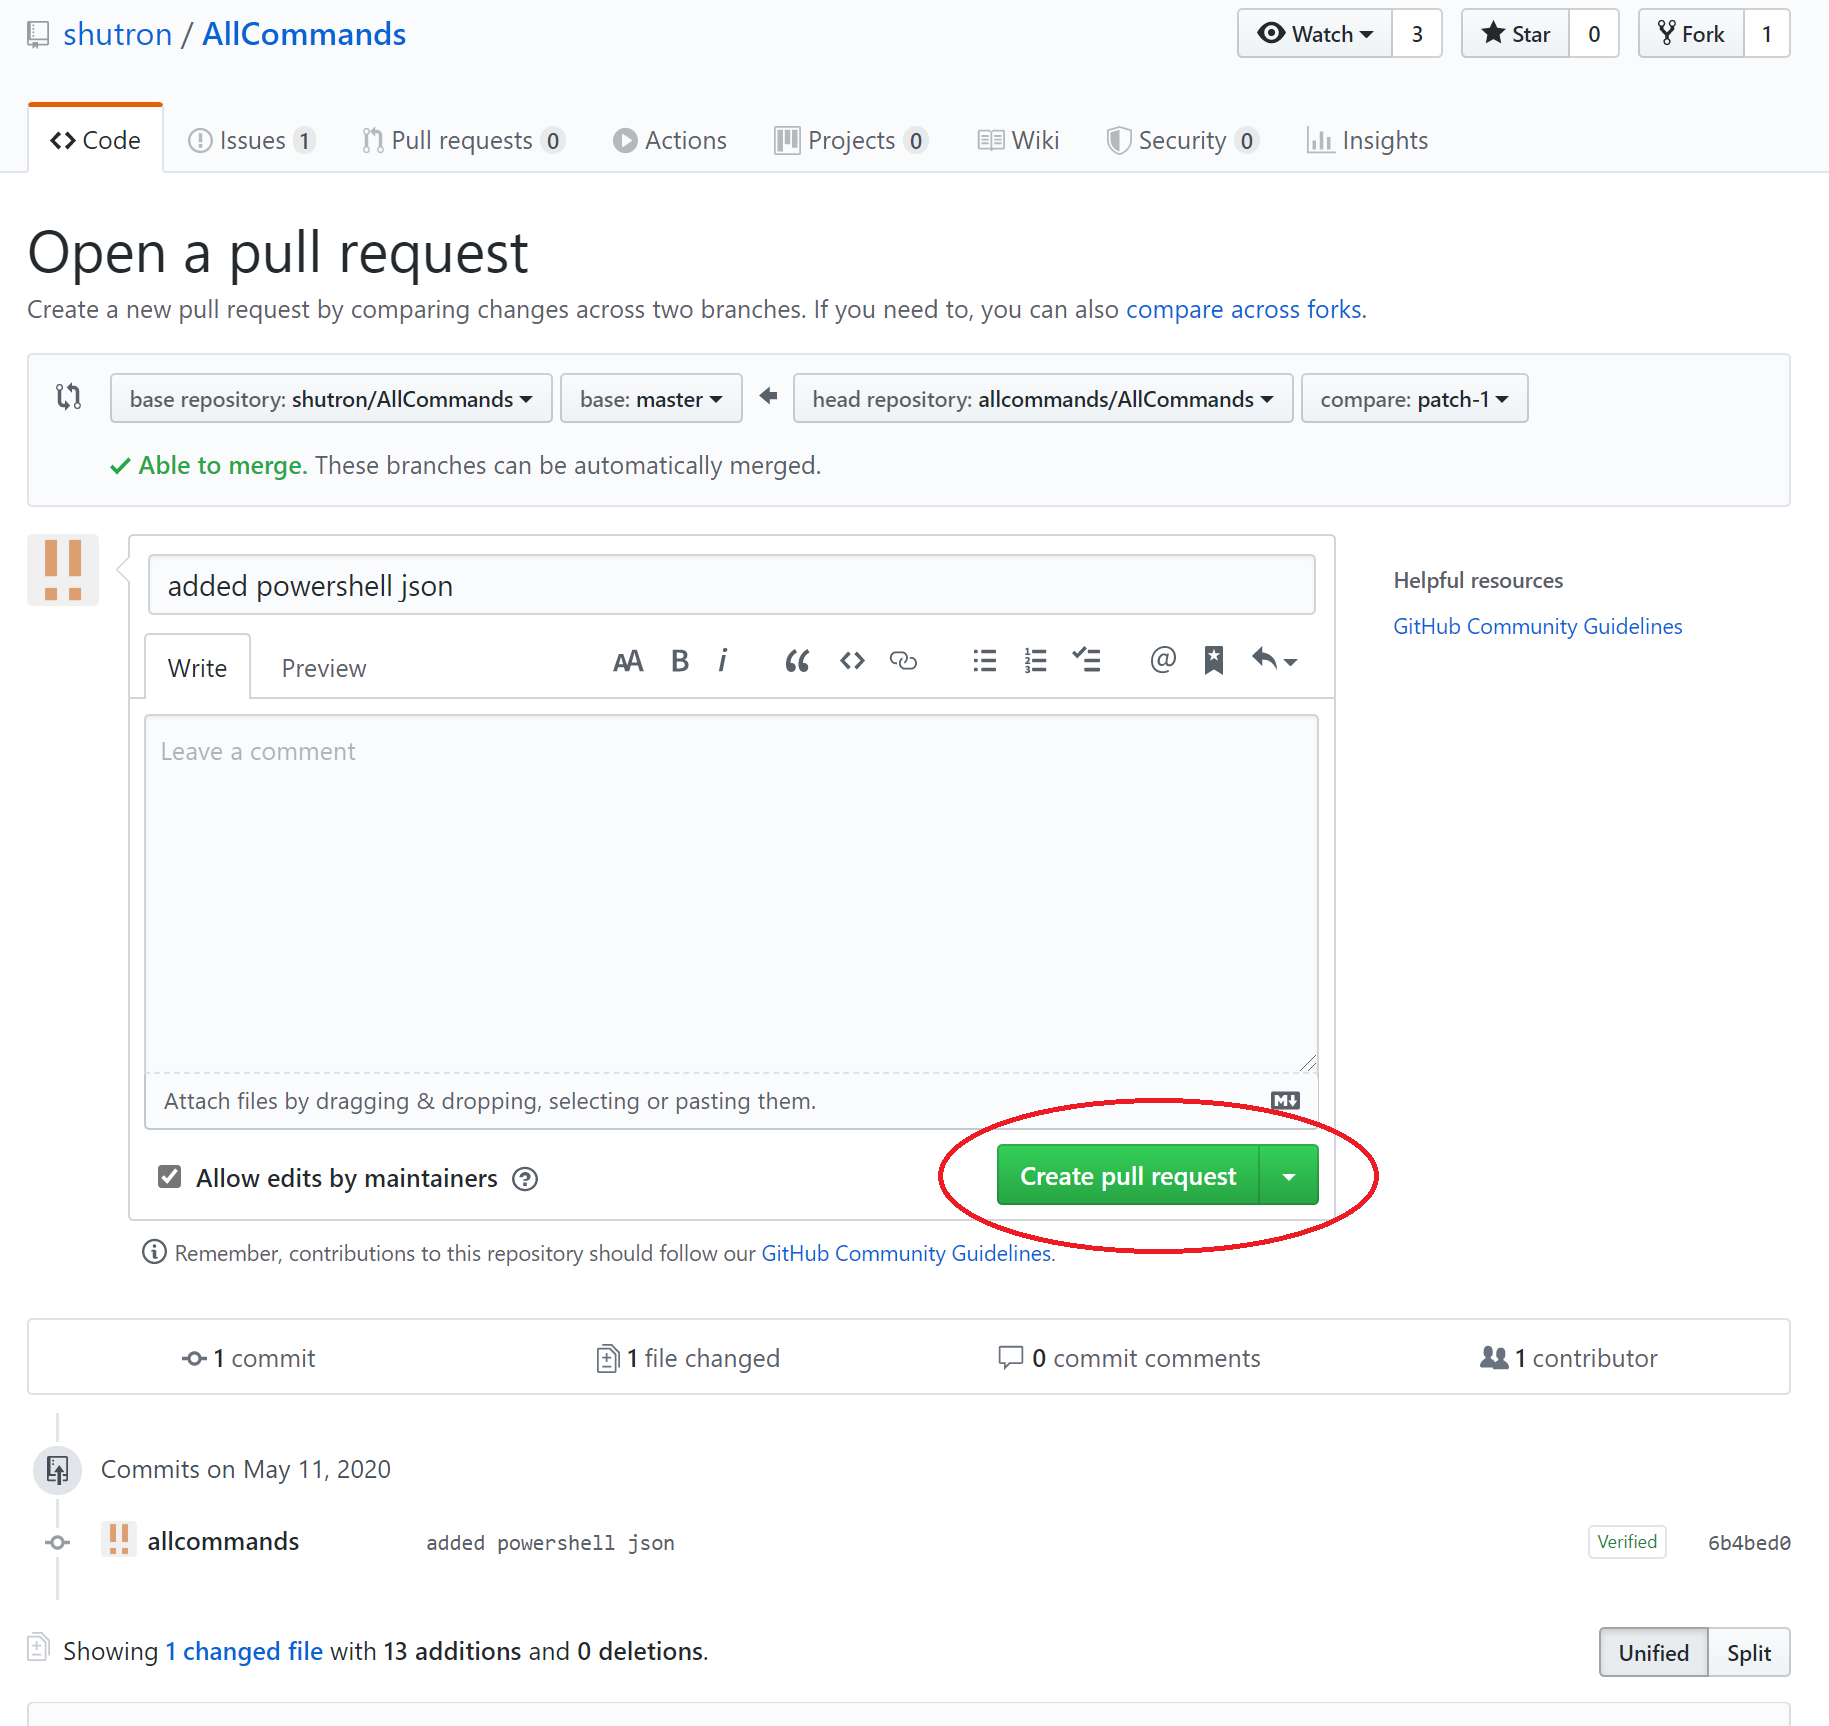 shutron / AllCommands
Watch 3 Star 0 Fork 1
Code Issues 1 Pull requests 0 Actions Projects 0 Wiki Security 0 Insights
Open a pull request
Create a new pull request by comparing changes across two branches. If you need to, you can also compare across forks.
base repository: shutron/AllCommands base: master head repository: allcommands/AllCommands compare: patch-1
Able to merge. These branches can be automatically merged.
added powershell json
Helpful resources
GitHub Community Guidelines
Write Preview AA B i
Leave a comment
Attach files by dragging & dropping, selecting or pasting them.
Allow edits by maintainers
Create pull request
Remember, contributions to this repository should follow our GitHub Community Guidelines.
1 commit 1 file changed 0 commit comments 1 contributor
Commits on May 11, 2020
allcommands added powershell json Verified 6b4bed0
Showing 1 changed file with 13 additions and 0 deletions.
Unified Split